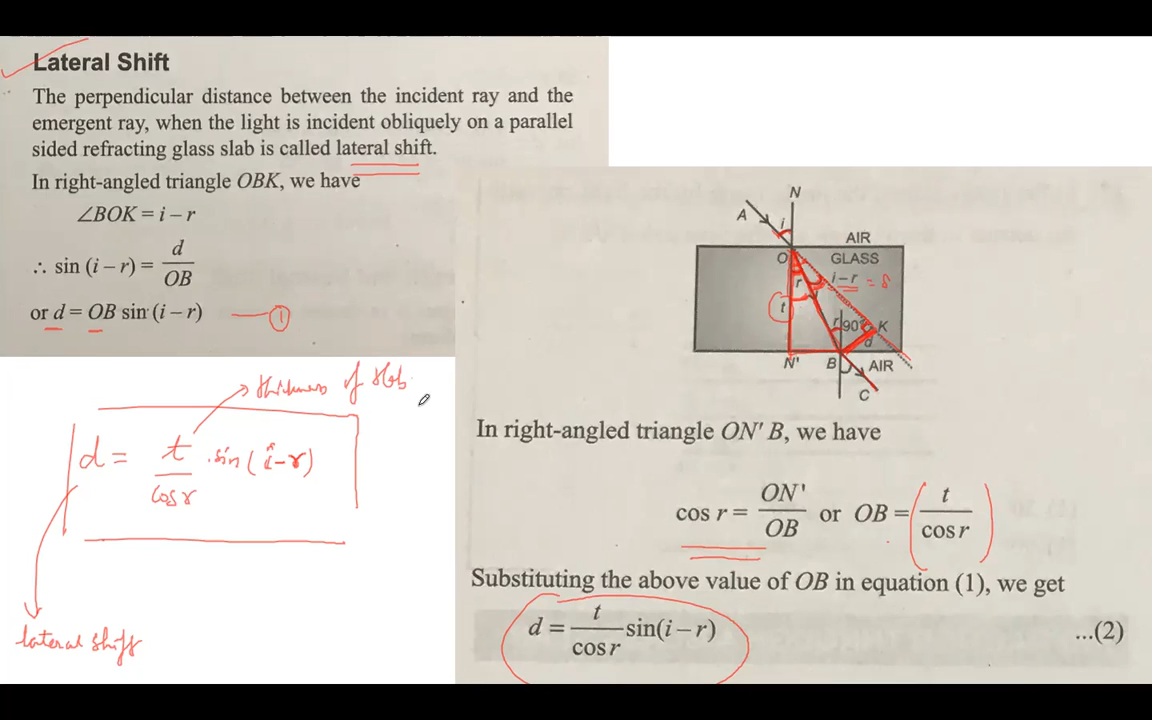 Lateral Shift
The perpendicular distance between the incident ray and the
emergent ray, when the light is incident obliquely on a parallel
sided refracting glass slab is called lateral shift.
In right-angled triangle OBK, we have
∠BOK = i – r
∴ sin (i – r) = d/OB
or d = OB sin (i – r) — ①
d = t/cos r . sin (i-r)
thickness of slab
lateral shift
N
A
i
AIR
O
GLASS
r
i–r = δ
t
r
90°
K
d
N'
B
AIR
C
In right-angled triangle ON' B, we have
cos r = ON'/OB or OB = (t/cos r)
Substituting the above value of OB in equation (1), we get
d = t/cos r sin(i – r) ...(2)